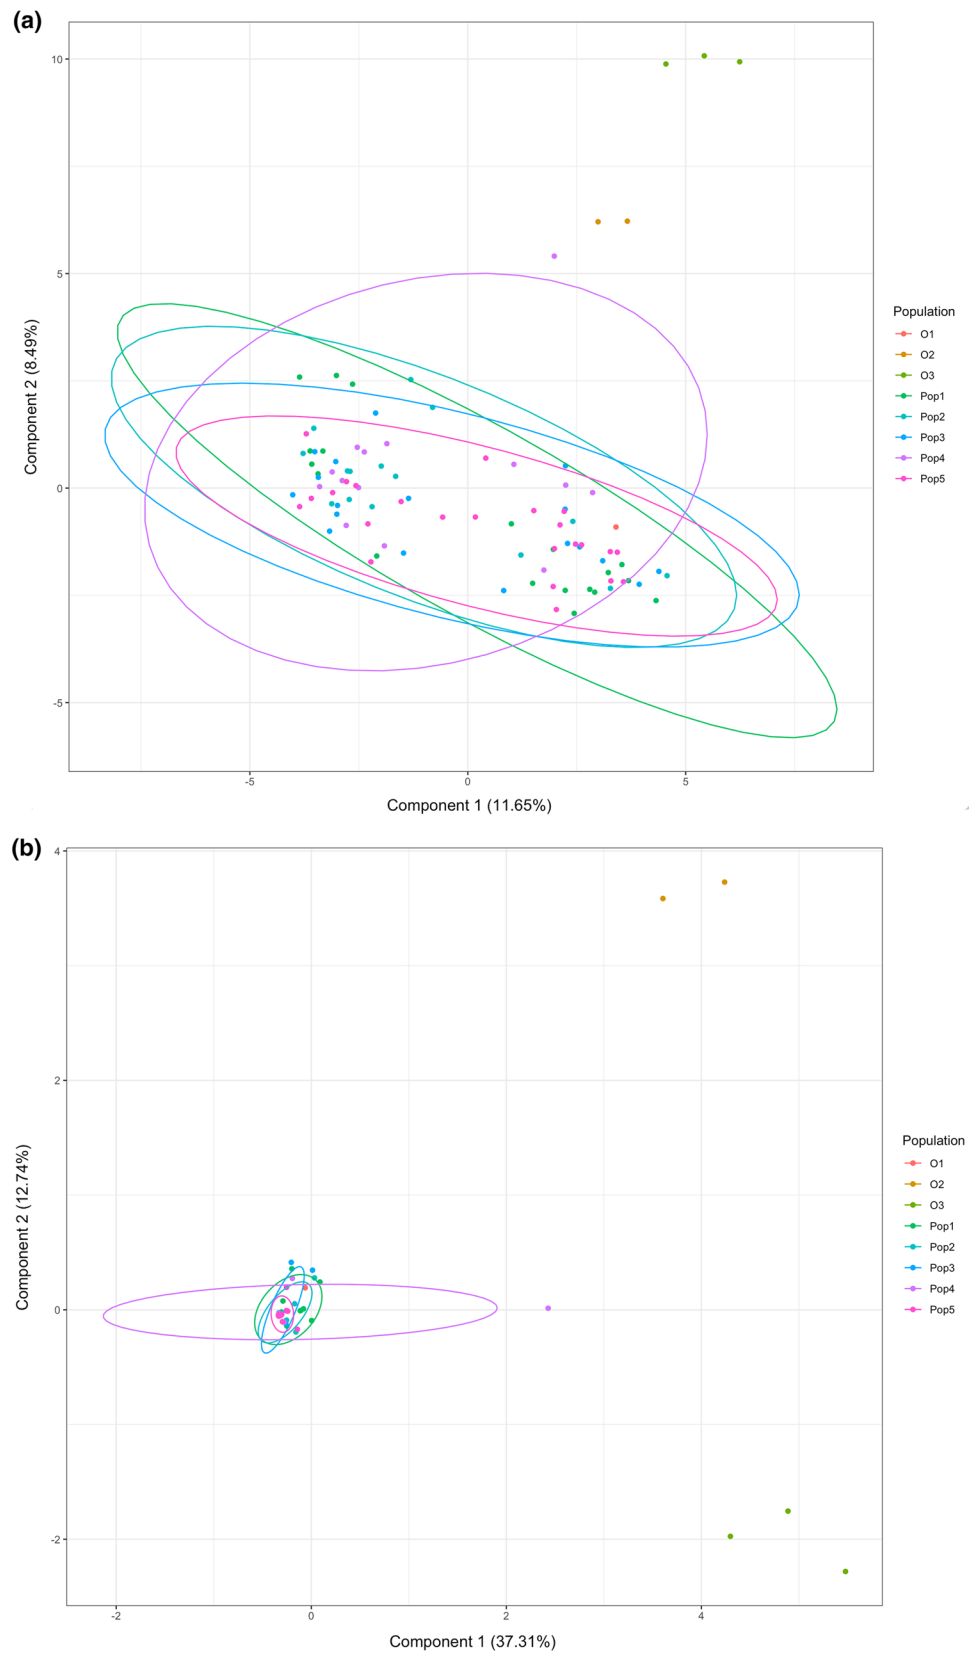 (a)
10
5
0
-5
Component 2 (8.49%)
-5 0 5
Component 1 (11.65%)
Population
O1
O2
O3
Pop1
Pop2
Pop3
Pop4
Pop5
(b)
4
2
0
-2
Component 2 (12.74%)
-2 0 2 4
Component 1 (37.31%)
Population
O1
O2
O3
Pop1
Pop2
Pop3
Pop4
Pop5